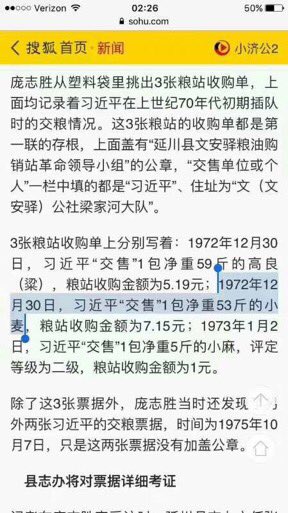 Verizon 02:26 50%
sohu.com
搜狐首页·新闻 小济公2
庞志胜从塑料袋里挑出3张粮站收购单，上
面均记录着习近平在上世纪70年代初期插队
时的交粮情况。这3张粮站的收购单都是第
一联的存根，上面盖有“延川县文安驿粮油购
销站革命领导小组”的公章，“交售单位或个
人”一栏中填的都是“习近平”、住址为“文（文
安驿）公社梁家河大队”。
3张粮站收购单上分别写着：1972年12月30
日，习近平“交售”1包净重59斤的高良
（梁），粮站收购金额为5.19元；1972年12
月30日，习近平“交售”1包净重53斤的小
麦，粮站收购金额为7.15元；1973年1月2
日，习近平“交售”1包净重5斤的小麻，评定
等级为二级，粮站收购金额为1元。
除了这3张票据外，庞志胜当时还发现
外两张习近平的交粮票据，时间为1975年10
月7日，只是这两张票据没有加盖公章。
县志办将对票据详细考证